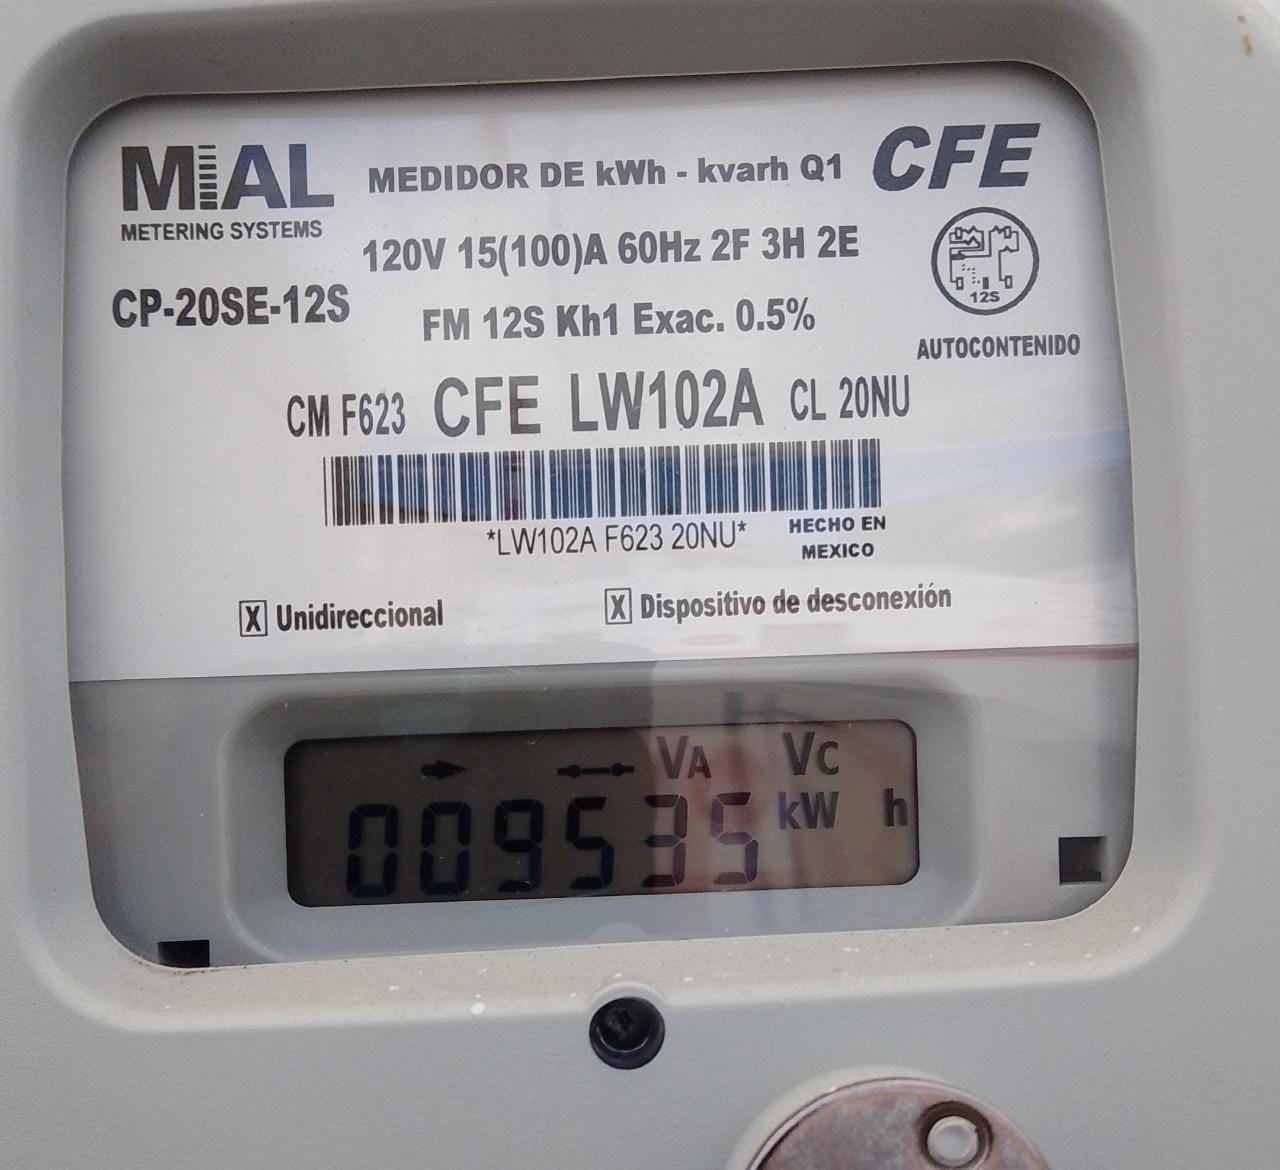 MIAL
METERING SYSTEMS
MEDIDOR DE kWh - kvarh Q1
CFE
120V 15(100)A 60Hz 2F 3H 2E
CP-20SE-12S
FM 12S Kh1 Exac. 0.5%
12S
AUTOCONTENIDO
CM F623 CFE LW102A CL 20NU
*LW102A F623 20NU*
HECHO EN
MEXICO
X Unidireccional
X Dispositivo de desconexión
VA VC
009535 kW h